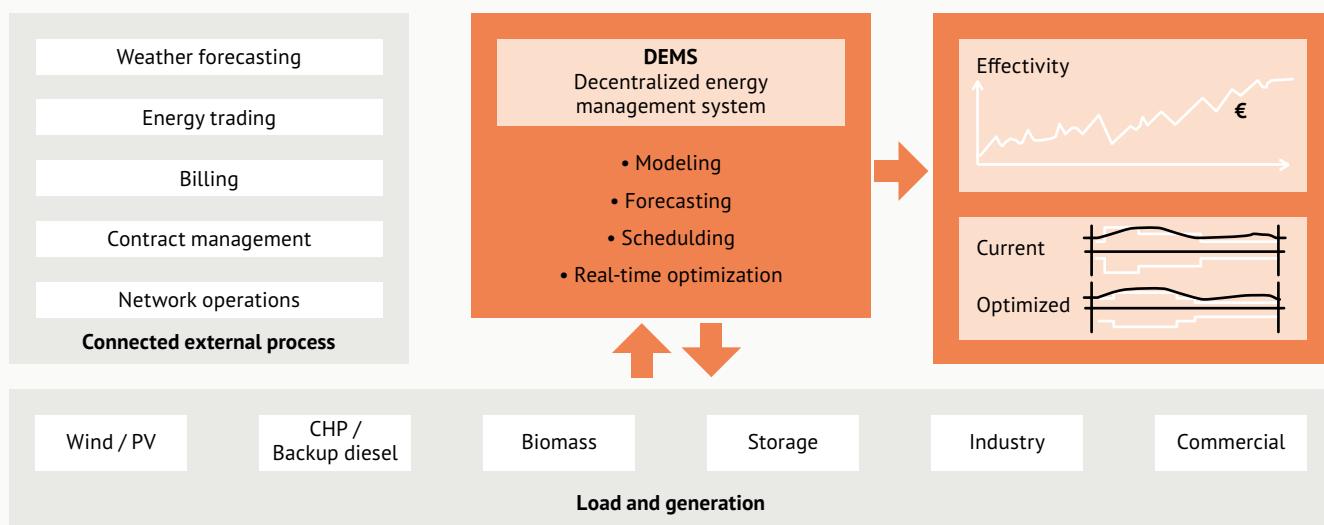 Weather forecasting
Energy trading
Billing
Contract management
Network operations
Connected external process
DEMS
Decentralized energy
management system
• Modeling
• Forecasting
• Schedulding
• Real-time optimization
Effectivity
€
Current
Optimized
Wind / PV
CHP /
Backup diesel
Biomass
Storage
Industry
Commercial
Load and generation